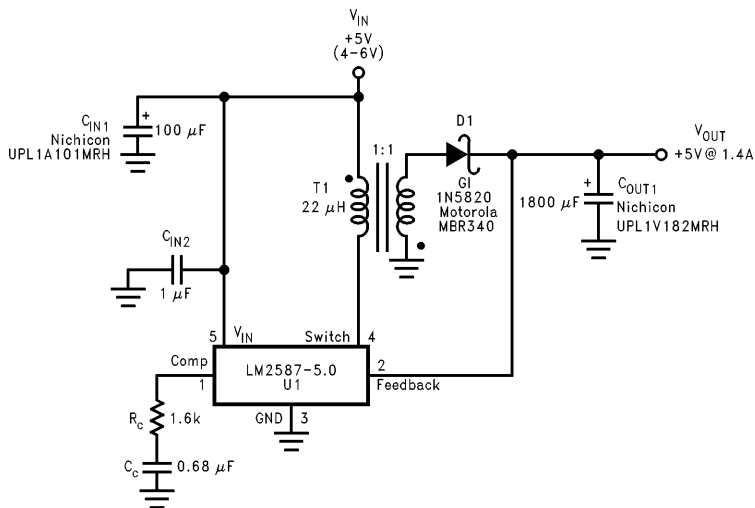 V_IN
+5V
(4-6V)
C_IN1
Nichicon
UPL1A101MRH
+
100 μF
D1
V_OUT
+5V @ 1.4A
1:1
T1
22 μH
GI
1N5820
Motorola
MBR340
+
1800 μF
C_OUT1
Nichicon
UPL1V182MRH
C_IN2
1 μF
5
V_IN
Switch
4
Comp
1
LM2587-5.0
U1
2
Feedback
GND
3
R_c
1.6k
C_c
0.68 μF